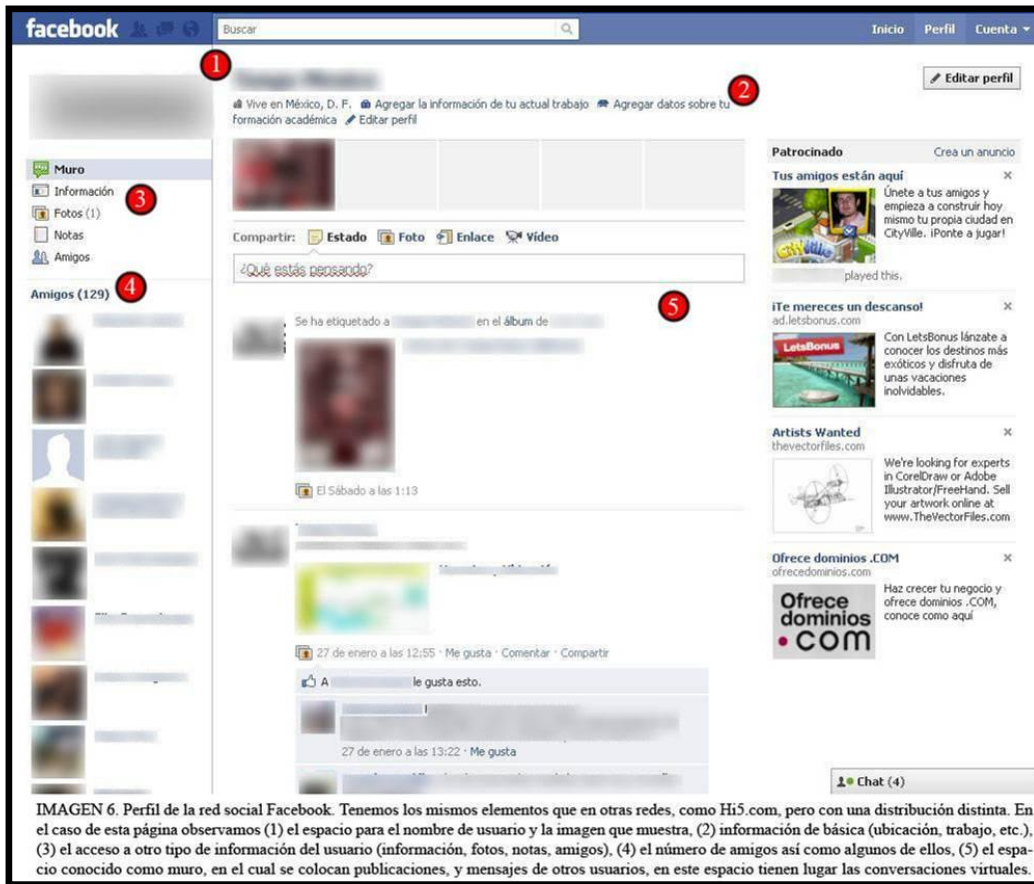 facebook
Buscar
Inicio Perfil Cuenta
1
2
Editar perfil
Vive en México, D. F. Agregar la información de tu actual trabajo Agregar datos sobre tu
formación académica Editar perfil
Muro
Información
3
Fotos (1)
Notas
Amigos
Amigos (129)
4
Compartir: Estado Foto Enlace Vídeo
¿Qué estás pensando?
5
Se ha etiquetado a en el álbum de
El Sábado a las 1:13
27 de enero a las 12:55 · Me gusta · Comentar · Compartir
A le gusta esto.
27 de enero a las 13:22 · Me gusta
Patrocinado Crea un anuncio
Tus amigos están aquí
Únete a tus amigos y
empieza a construir hoy
mismo tu propia ciudad en
CityVille. ¡Ponte a jugar!
CityVille
played this.
¡Te mereces un descanso!
ad.letsbonus.com
LetsBonus
Con LetsBonus lánzate a
conocer los destinos más
exóticos y disfruta de
unas vacaciones
inolvidables.
Artists Wanted
thevectorfiles.com
We're looking for experts
in CorelDraw or Adobe
Illustrator/FreeHand. Sell
your artwork online at
www.TheVectorFiles.com
Ofrece dominios .COM
ofrecedominios.com
Ofrece
dominios
.com
Haz crecer tu negocio y
ofrece dominios .COM,
conoce como aquí
Chat (4)
IMAGEN 6. Perfil de la red social Facebook. Tenemos los mismos elementos que en otras redes, como Hi5.com, pero con una distribución distinta. En
el caso de esta página observamos (1) el espacio para el nombre de usuario y la imagen que muestra, (2) información de básica (ubicación, trabajo, etc.),
(3) el acceso a otro tipo de información del usuario (información, fotos, notas, amigos), (4) el número de amigos así como algunos de ellos, (5) el espa-
cio conocido como muro, en el cual se colocan publicaciones, y mensajes de otros usuarios, en este espacio tienen lugar las conversaciones virtuales.